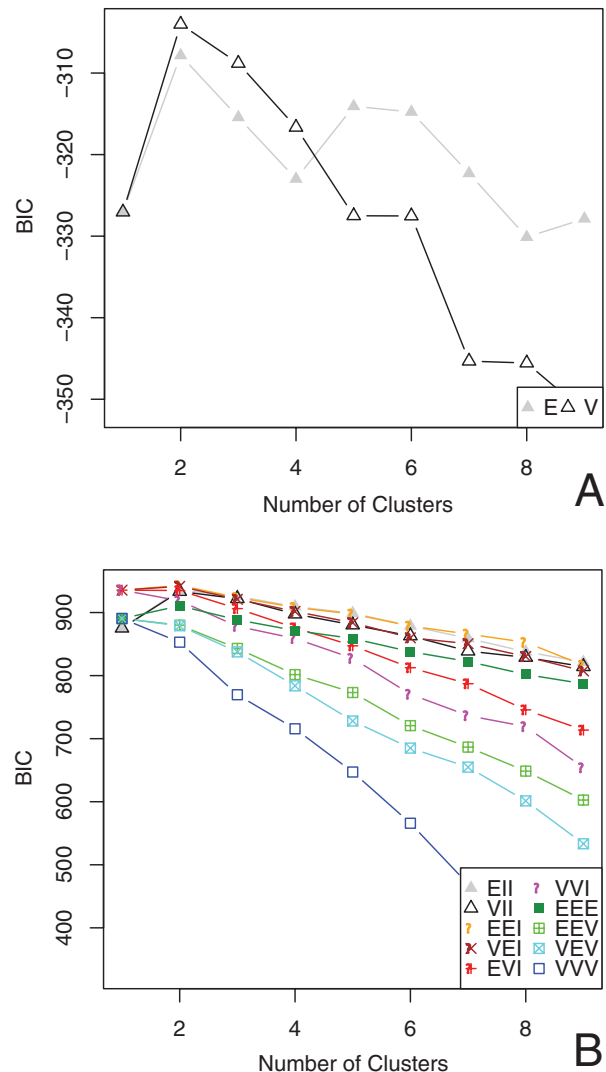 -310
-320
-330
-340
-350
BIC
2
4
6
8
Number of Clusters
E V
A
900
800
700
600
500
400
BIC
2
4
6
8
Number of Clusters
EII VVI
VII EEE
EEI EEV
VEI VEV
EVI VVV
B